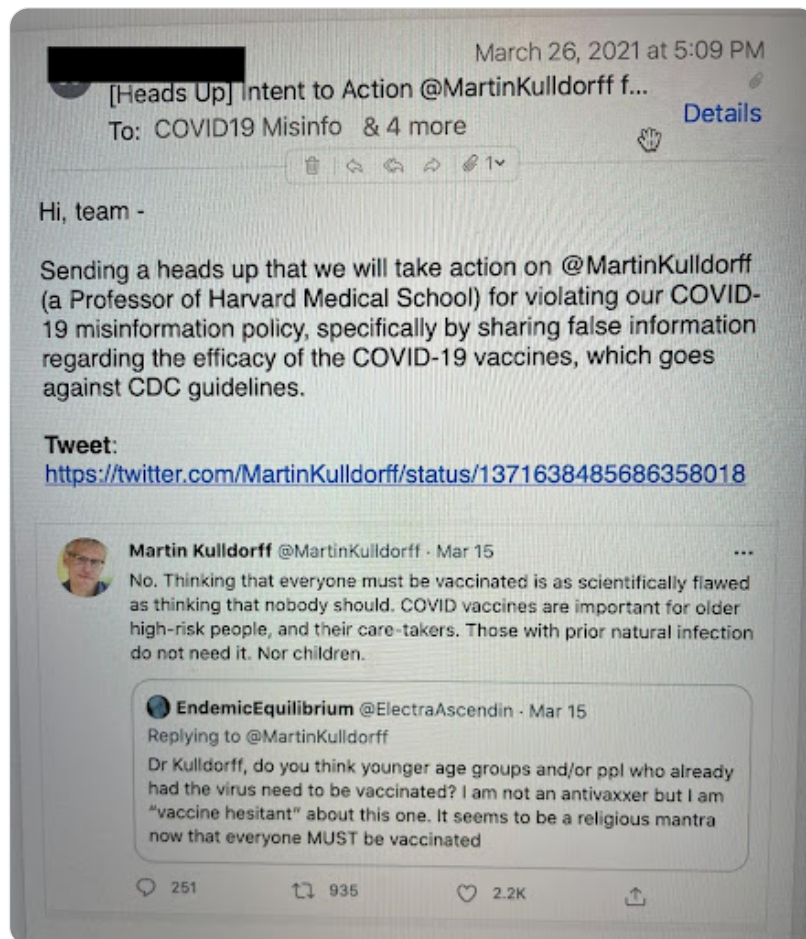 March 26, 2021 at 5:09 PM
[Heads Up] Intent to Action @MartinKulldorff f...
To: COVID19 Misinfo & 4 more
Details
1
Hi, team -
Sending a heads up that we will take action on @MartinKulldorff
(a Professor of Harvard Medical School) for violating our COVID-
19 misinformation policy, specifically by sharing false information
regarding the efficacy of the COVID-19 vaccines, which goes
against CDC guidelines.
Tweet:
https://twitter.com/MartinKulldorff/status/1371638485686358018
Martin Kulldorff @MartinKulldorff · Mar 15
No. Thinking that everyone must be vaccinated is as scientifically flawed
as thinking that nobody should. COVID vaccines are important for older
high-risk people, and their care-takers. Those with prior natural infection
do not need it. Nor children.
EndemicEquilibrium @ElectraAscendin · Mar 15
Replying to @MartinKulldorff
Dr Kulldorff, do you think younger age groups and/or ppl who already
had the virus need to be vaccinated? I am not an antivaxxer but I am
“vaccine hesitant” about this one. It seems to be a religious mantra
now that everyone MUST be vaccinated
251 935 2.2K